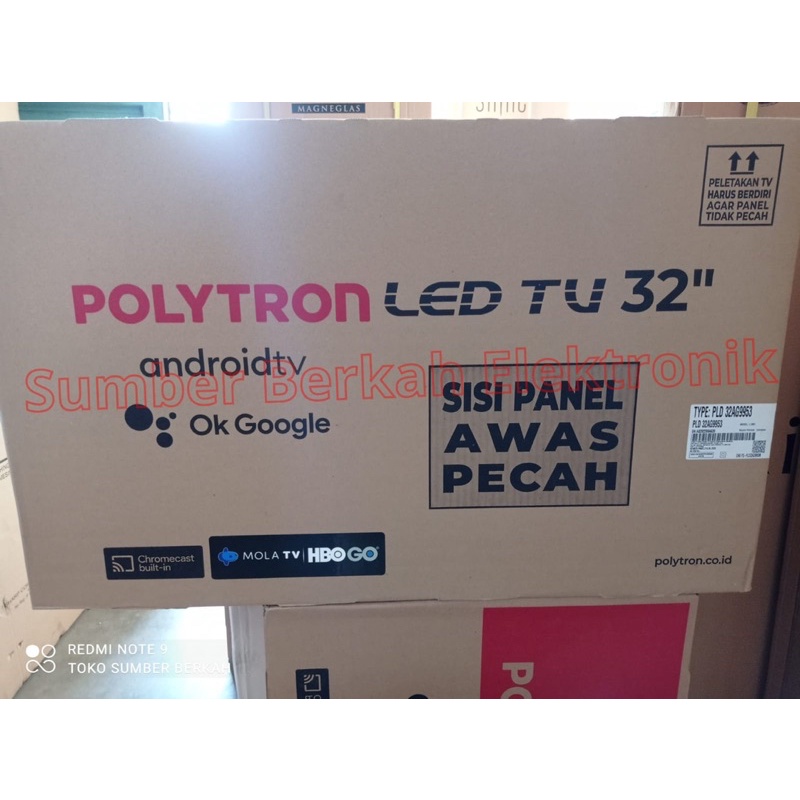 MAGNEGLAS
PELETAKAN TV
HARUS BERDIRI
AGAR PANEL
TIDAK PECAH
POLYTRON LED TV 32"
androidtv
Sumber Berkah Elektronik
Ok Google
SISI PANEL
AWAS
PECAH
TYPE: PLD 32AG9953
PLD 32AG9953
Chromecast
built-in
MOLA TV HBO GO
polytron.co.id
REDMI NOTE 9
TOKO SUMBER BERKAH